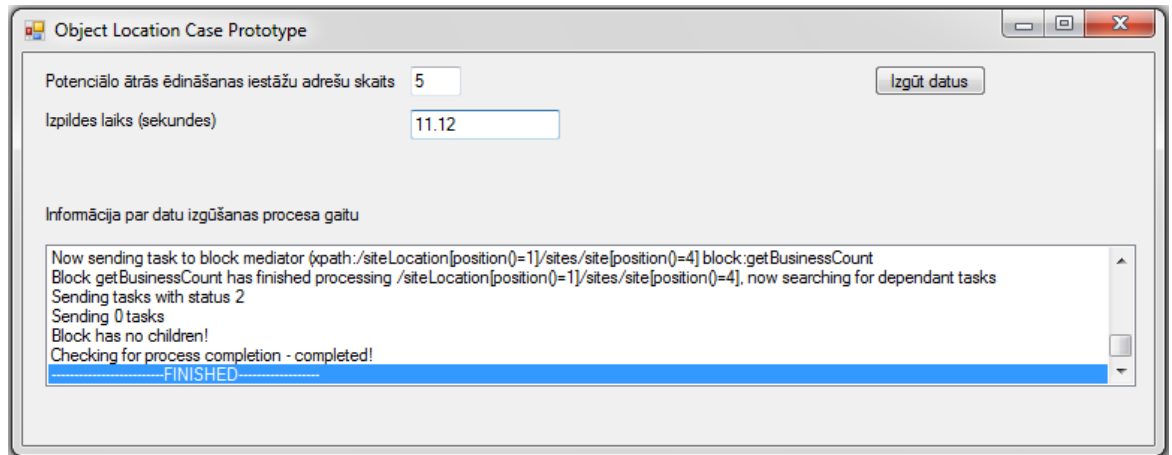 Object Location Case Prototype
Potenciālo ātrās ēdināšanas iestāžu adrešu skaits 5 Izgūt datus
Izpildes laiks (sekundes) 11.12
Informācija par datu izgūšanas procesa gaitu
Now sending task to block mediator (xpath:/siteLocation[position()=1]/sites/site[position()=4] block:getBusinessCount
Block getBusinessCount has finished processing /siteLocation[position()=1]/sites/site[position()=4], now searching for dependant tasks
Sending tasks with status 2
Sending 0 tasks
Block has no children!
Checking for process completion - completed!
-------------------------FINISHED------------------